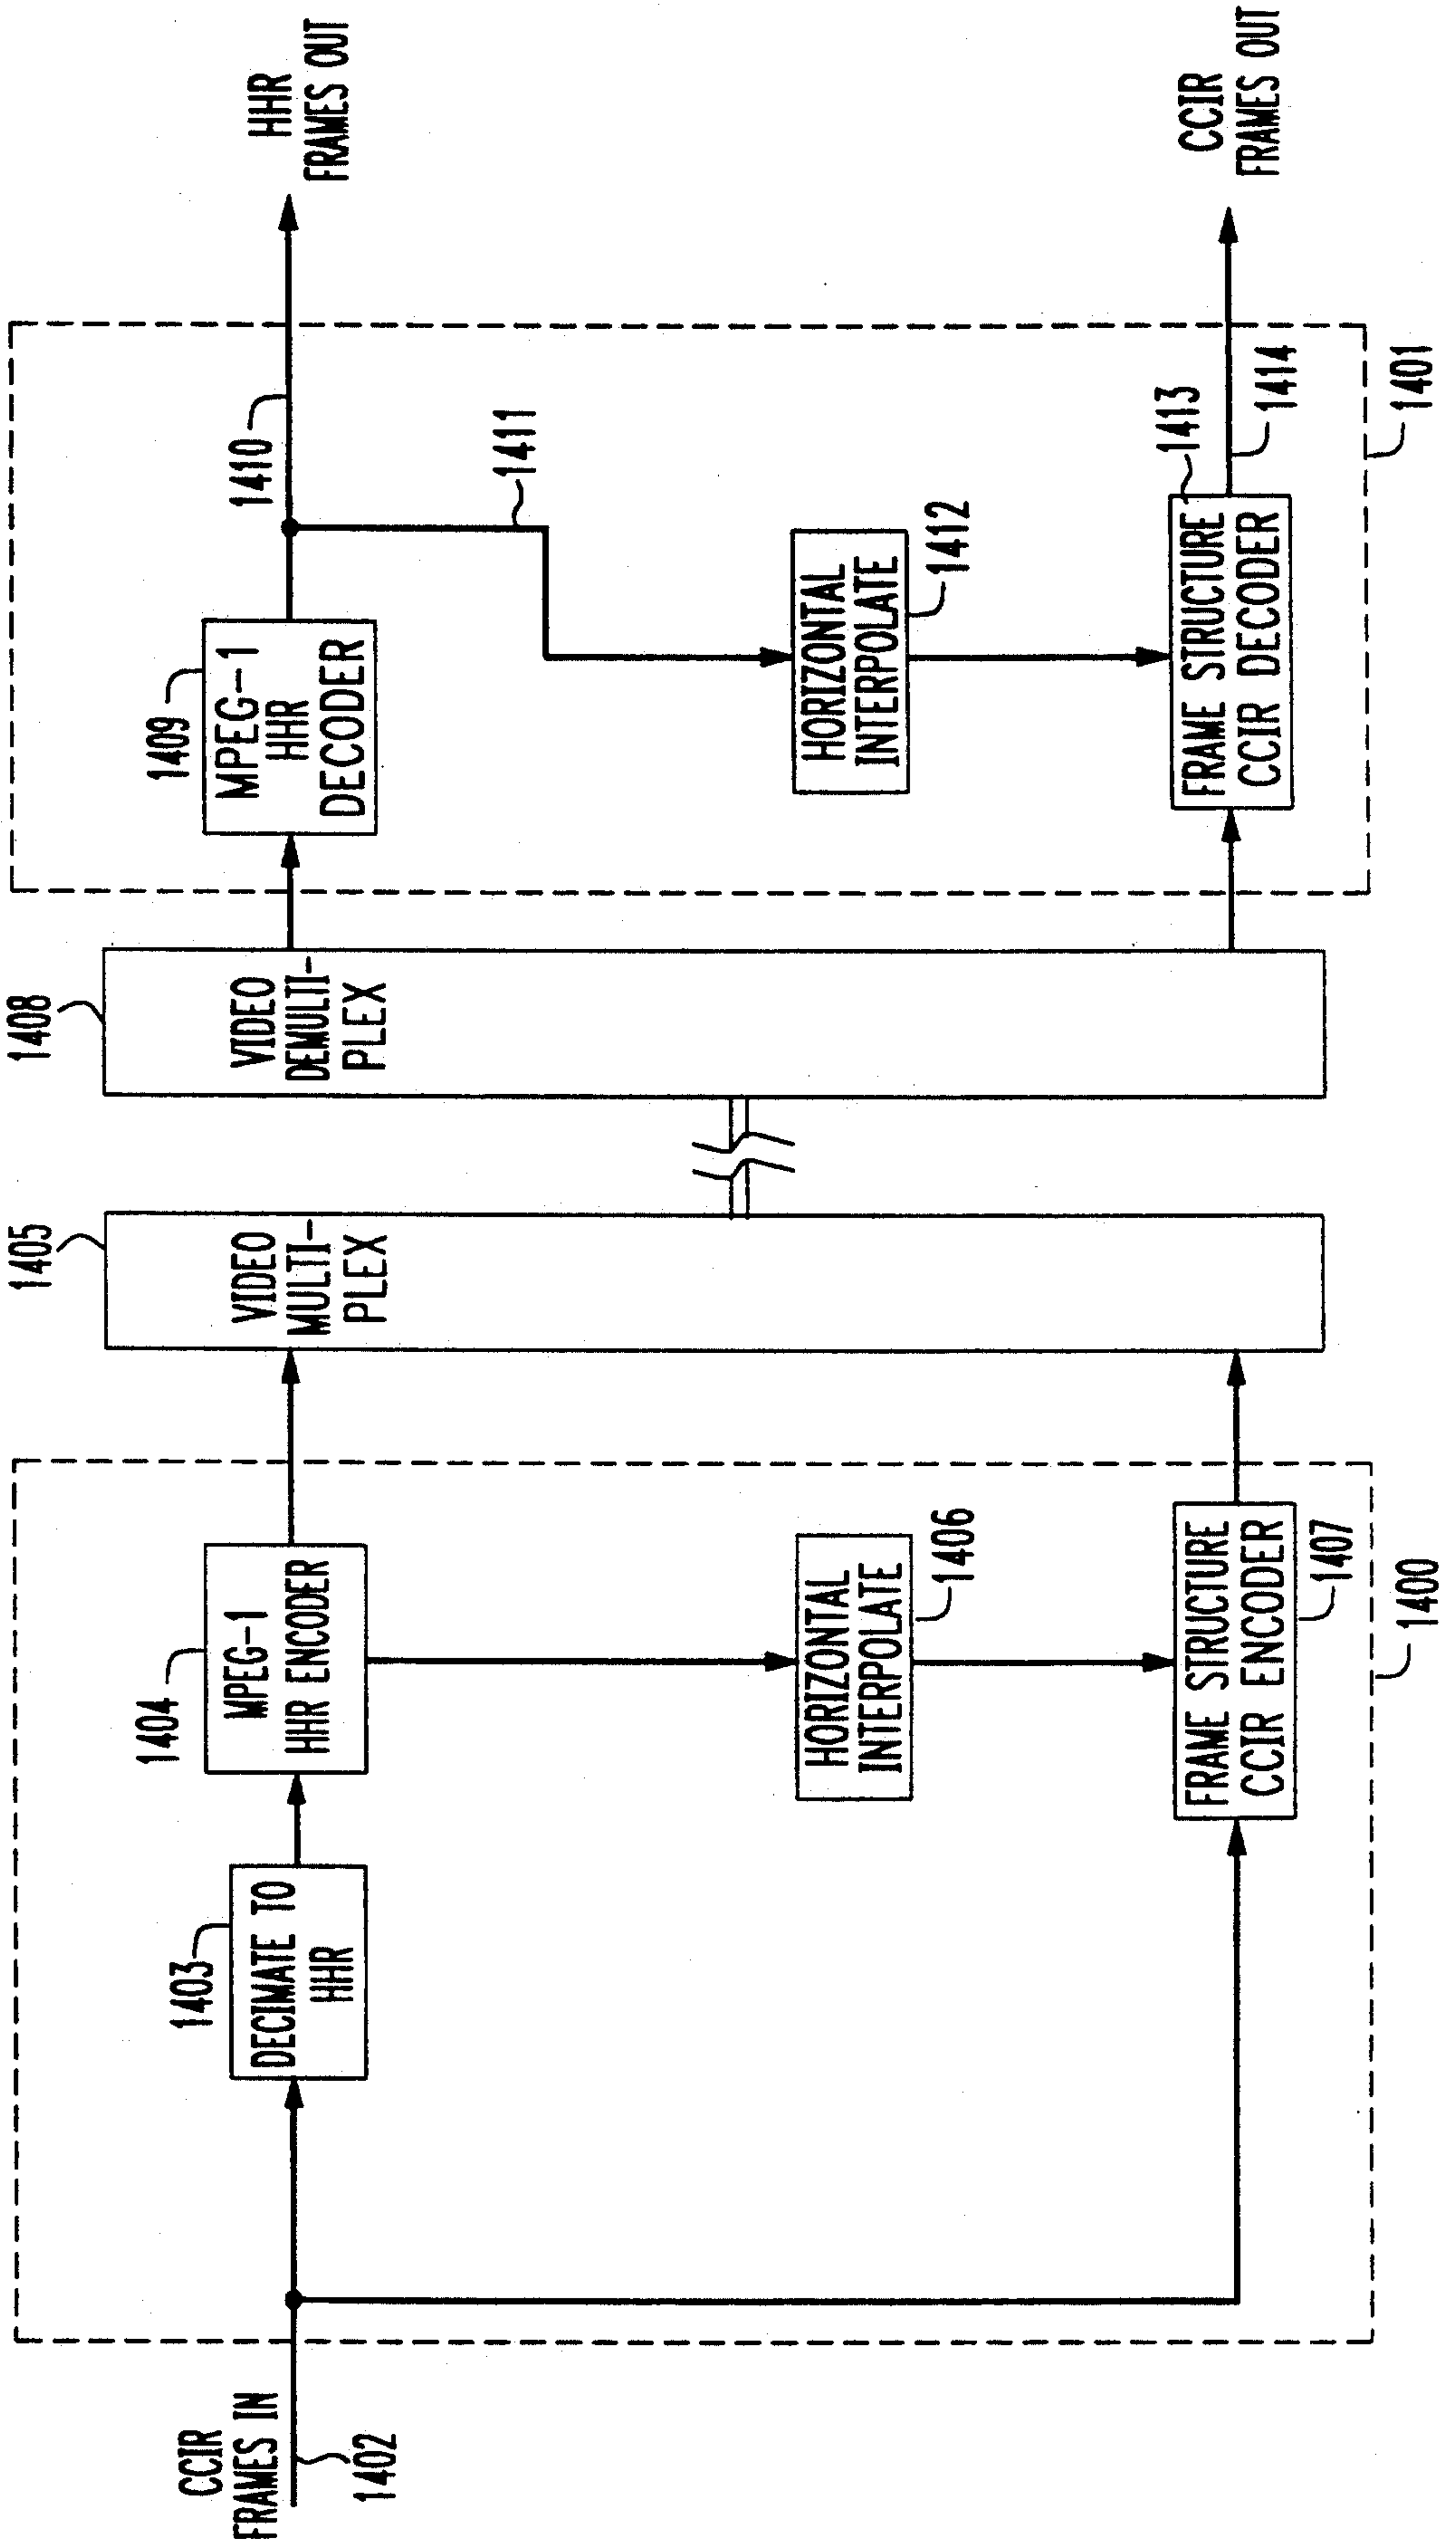 CCIR
FRAMES IN
1402
1403
DECIMATE TO
HHR
1404
MPEG-1
HHR ENCODER
HORIZONTAL
INTERPOLATE
1406
FRAME STRUCTURE
CCIR ENCODER
1407
1400
1405
VIDEO
MULTI-
PLEX
1408
VIDEO
DEMULTI-
PLEX
1409
MPEG-1
HHR
DECODER
1410
1411
HORIZONTAL
INTERPOLATE
1412
FRAME STRUCTURE
CCIR DECODER
1413
1414
1401
HHR
FRAMES OUT
CCIR
FRAMES OUT